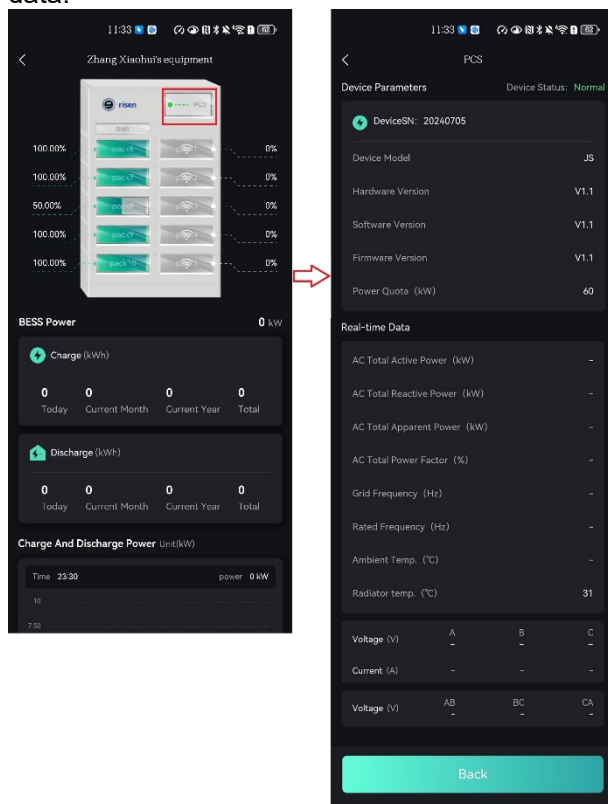 data.
11:33 62
Zhang Xiaohui's equipment
risen PCS
BMS
100.00% pack6 0%
100.00% pack7 0%
50.00% pack8 0%
100.00% pack9 0%
100.00% pack10 0%
BESS Power 0 kW
Charge (kWh)
0 0 0 0
Today Current Month Current Year Total
Discharge (kWh)
0 0 0 0
Today Current Month Current Year Total
Charge And Discharge Power Unit(kW)
Time 23:30 power 0 kW
10
7.50
11:33 62
PCS
Device Parameters Device Status: Normal
DeviceSN: 20240705
Device Model JS
Hardware Version V1.1
Software Version V1.1
Firmware Version V1.1
Power Quota (kW) 60
Real-time Data
AC Total Active Power (kW) -
AC Total Reactive Power (kW) -
AC Total Apparent Power (kW) -
AC Total Power Factor (%) -
Grid Frequency (Hz) -
Rated Frequency (Hz) -
Ambient Temp. (℃) -
Radiator temp. (℃) 31
Voltage (V) A B C
- - -
Current (A) - - -
Voltage (V) AB BC CA
- - -
Back